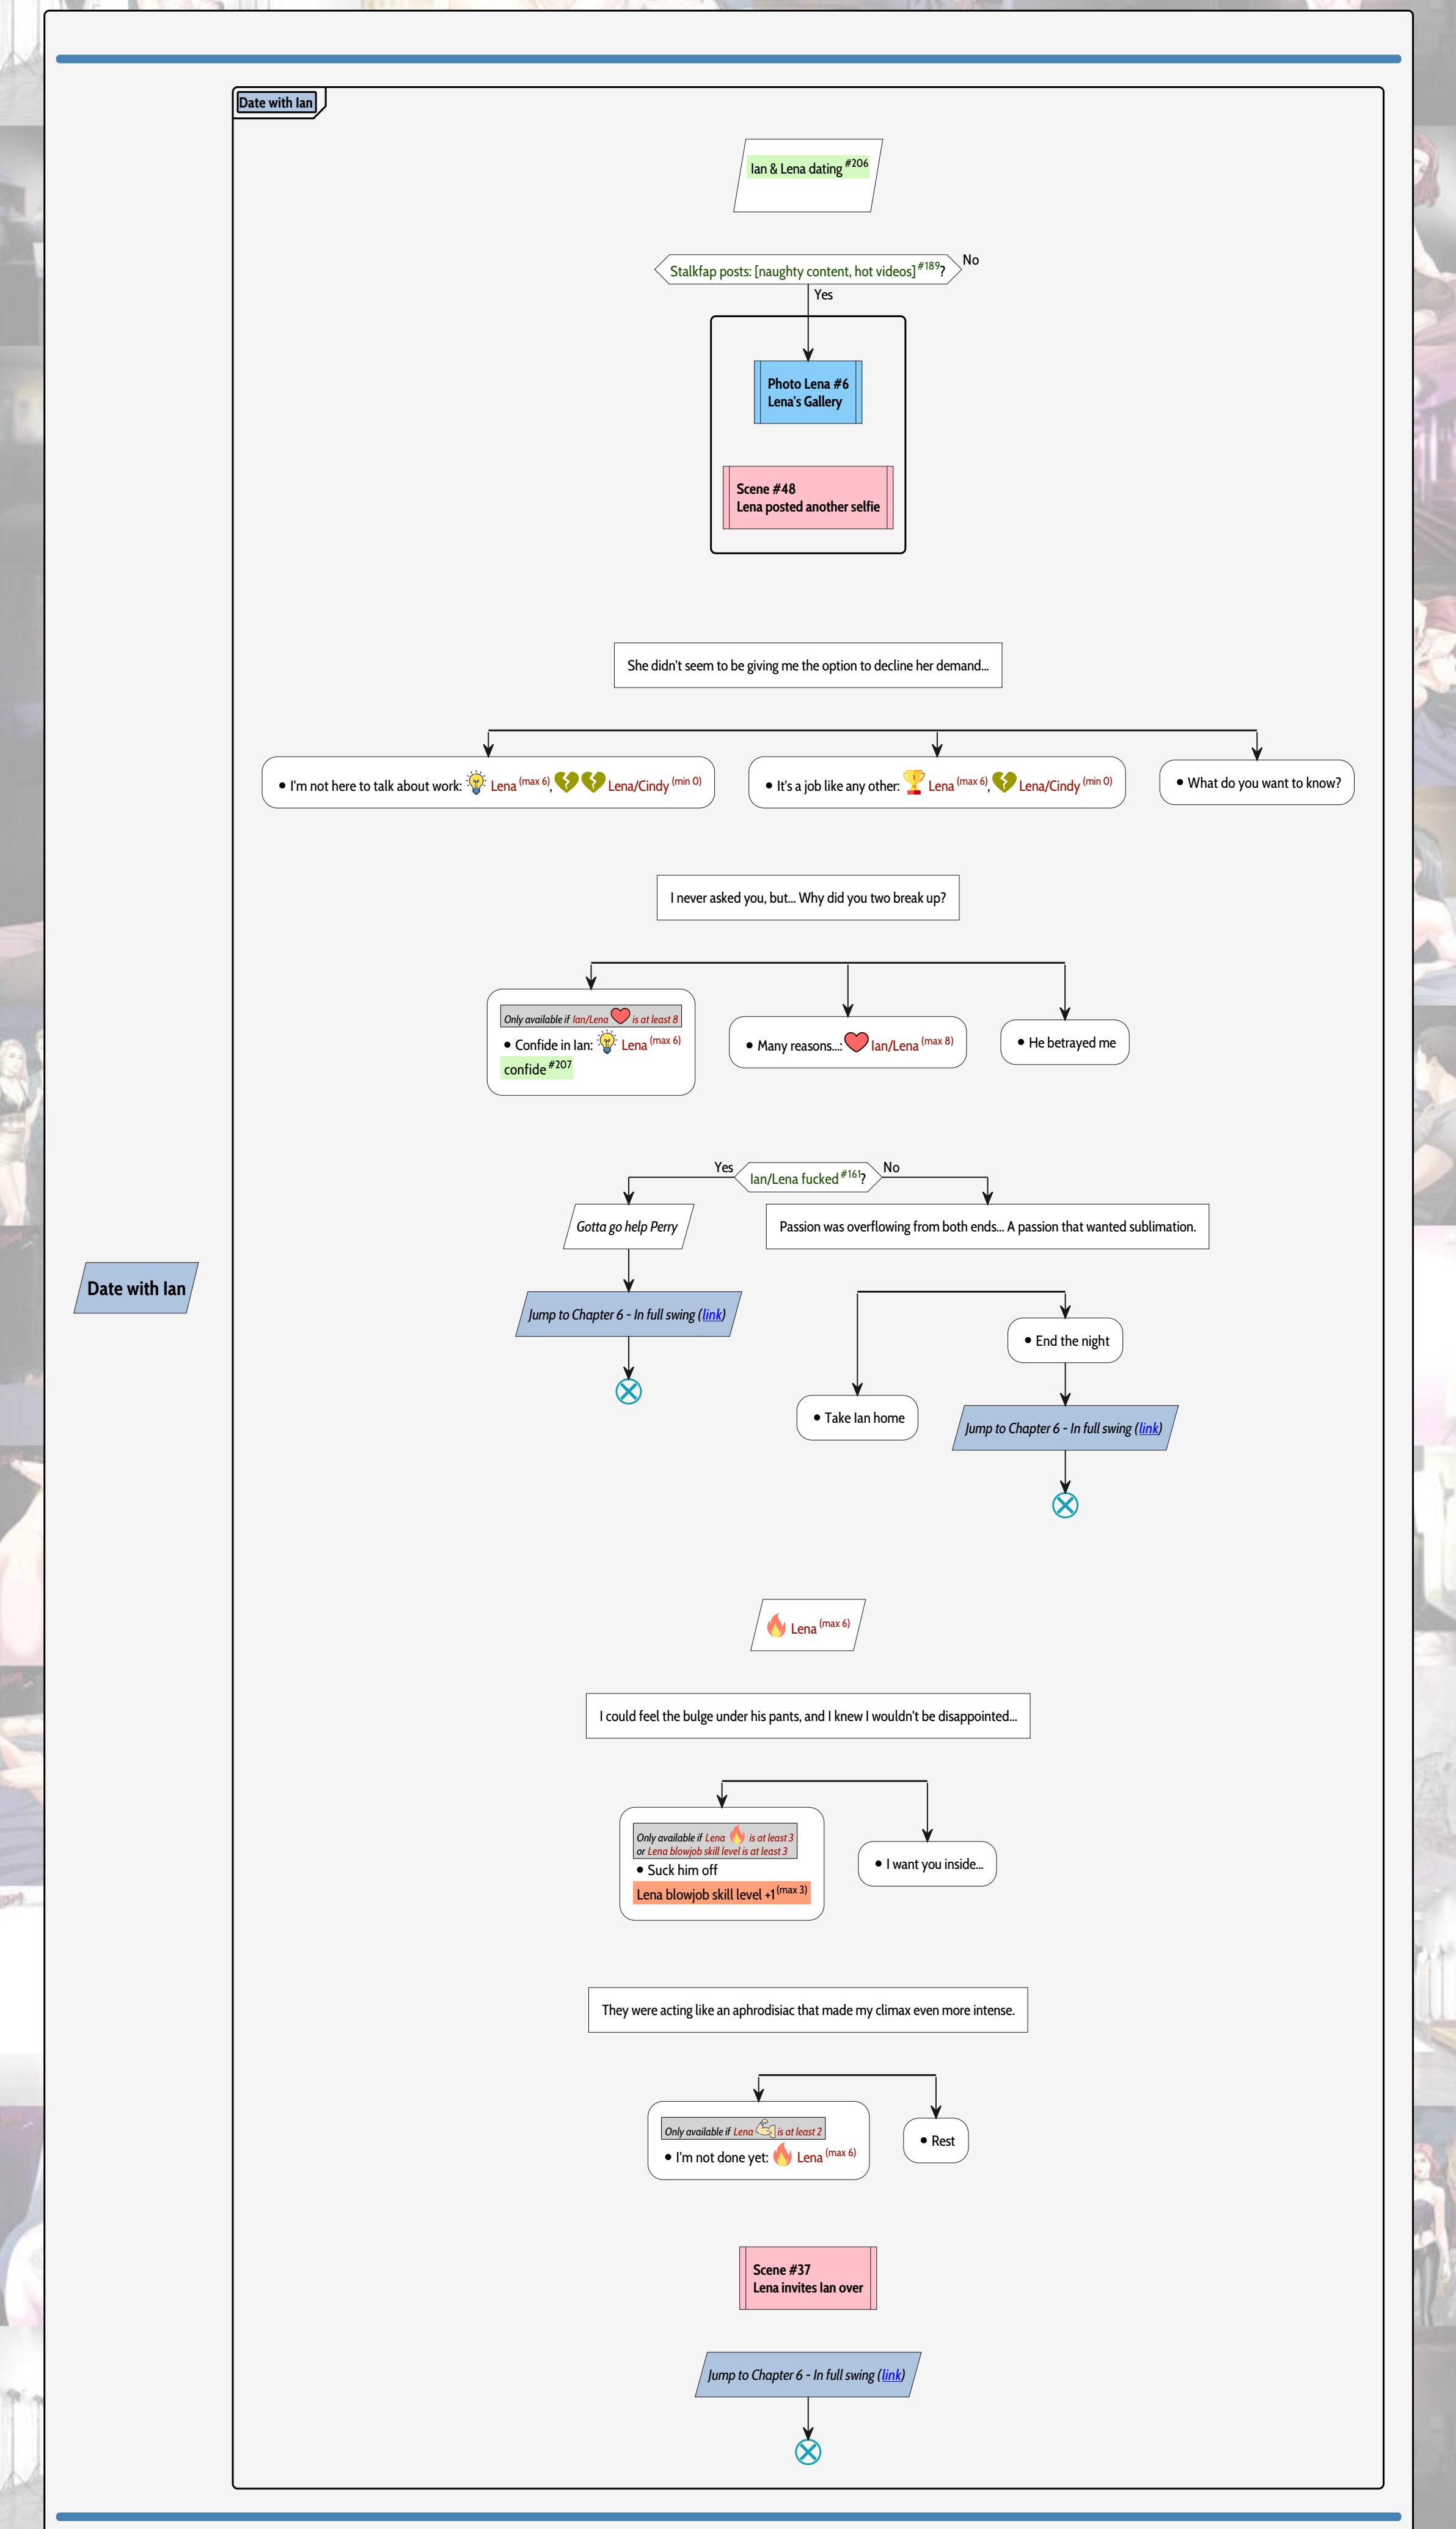 Date with Ian
Ian & Lena dating #206
Stalkfap posts: [naughty content, hot videos] #189?
No
Yes
Photo Lena #6
Lena's Gallery
Scene #48
Lena posted another selfie
She didn't seem to be giving me the option to decline her demand...
• I'm not here to talk about work: Lena (max 6), Lena/Cindy (min 0)
• It's a job like any other: Lena (max 6), Lena/Cindy (min 0)
• What do you want to know?
I never asked you, but... Why did you two break up?
Only available if Ian/Lena is at least 8
• Confide in Ian: Lena (max 6)
confide #207
• Many reasons...: Ian/Lena (max 8)
• He betrayed me
Yes
Ian/Lena fucked #161?
No
Gotta go help Perry
Passion was overflowing from both ends... A passion that wanted sublimation.
Date with Ian
Jump to Chapter 6 - In full swing (link)
• End the night
• Take Ian home
Jump to Chapter 6 - In full swing (link)
Lena (max 6)
I could feel the bulge under his pants, and I knew I wouldn't be disappointed...
Only available if Lena is at least 3
or Lena blowjob skill level is at least 3
• Suck him off
Lena blowjob skill level +1 (max 3)
• I want you inside...
They were acting like an aphrodisiac that made my climax even more intense.
Only available if Lena is at least 2
• I'm not done yet: Lena (max 6)
• Rest
Scene #37
Lena invites Ian over
Jump to Chapter 6 - In full swing (link)